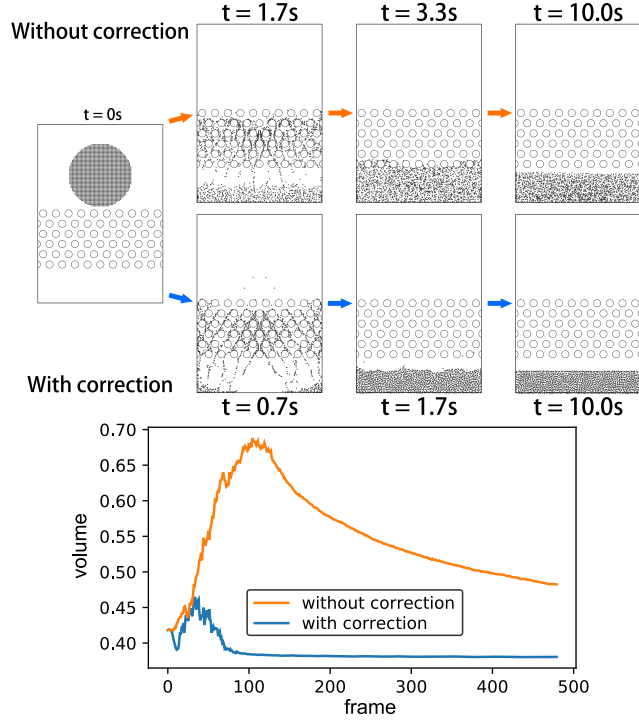 Without correction
t = 1.7s
t = 3.3s
t = 10.0s
t = 0s
With correction
t = 0.7s
t = 1.7s
t = 10.0s
0.70
0.65
0.60
0.55
0.50
0.45
0.40
volume
without correction
with correction
0
100
200
300
400
500
frame